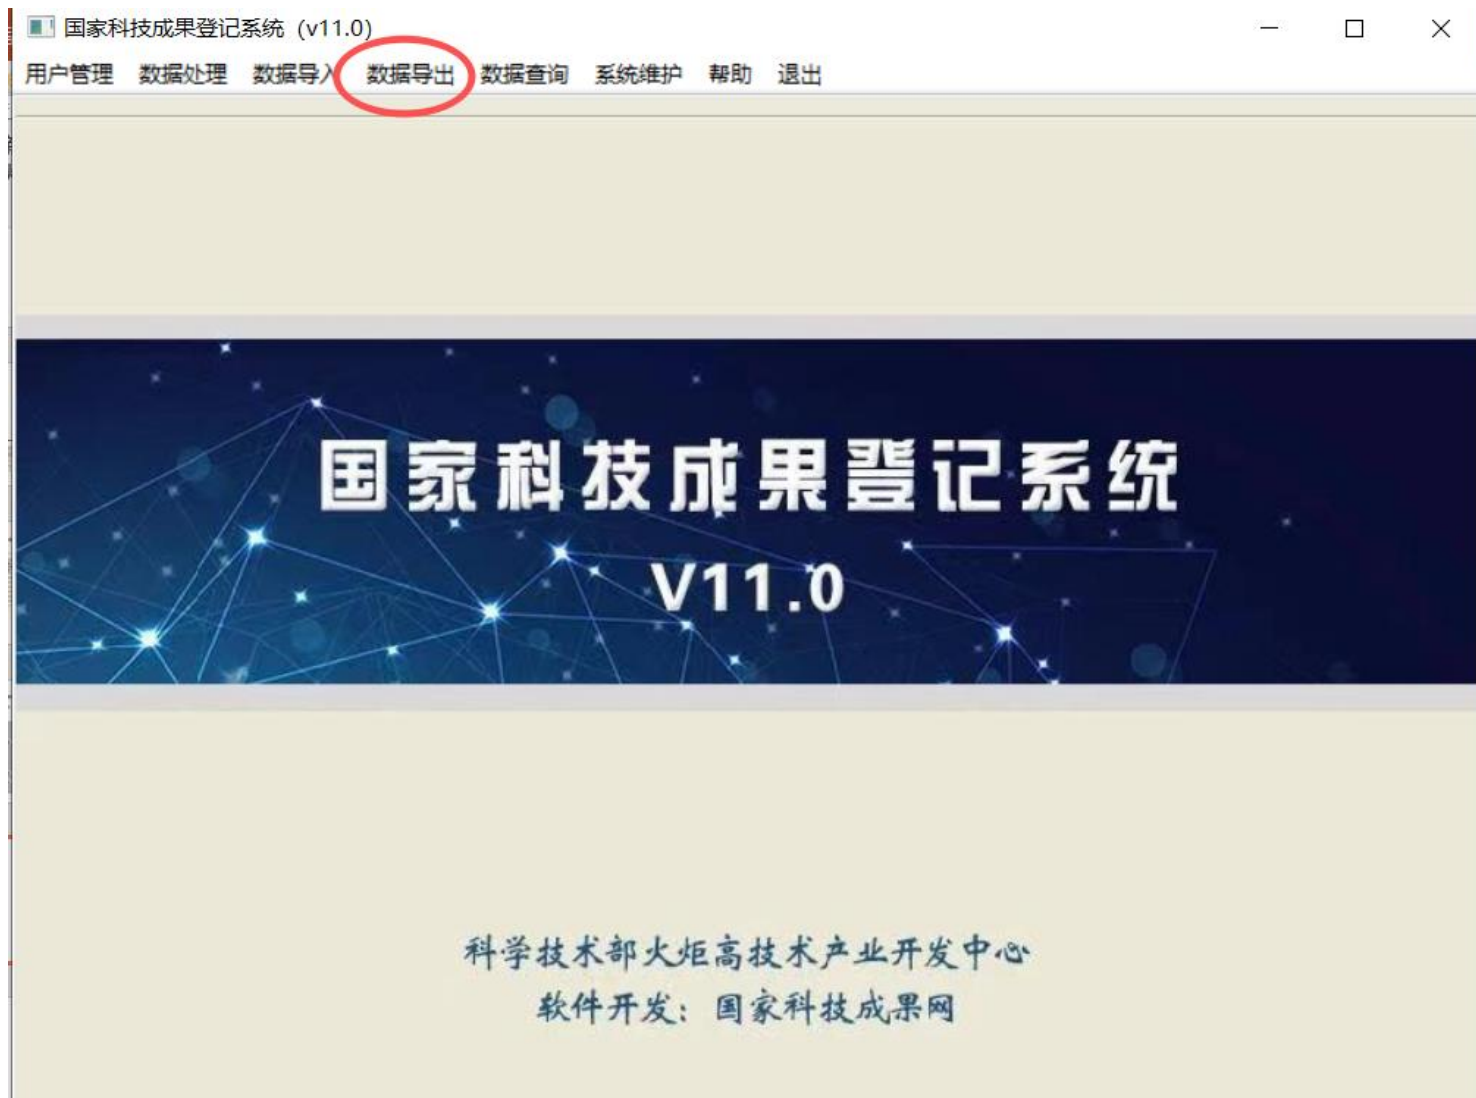 国家科技成果登记系统 (v11.0)
用户管理 数据处理 数据导入 数据导出 数据查询 系统维护 帮助 退出
国家科技成果登记系统
V11.0
科学技术部火炬高技术产业开发中心
软件开发：国家科技成果网